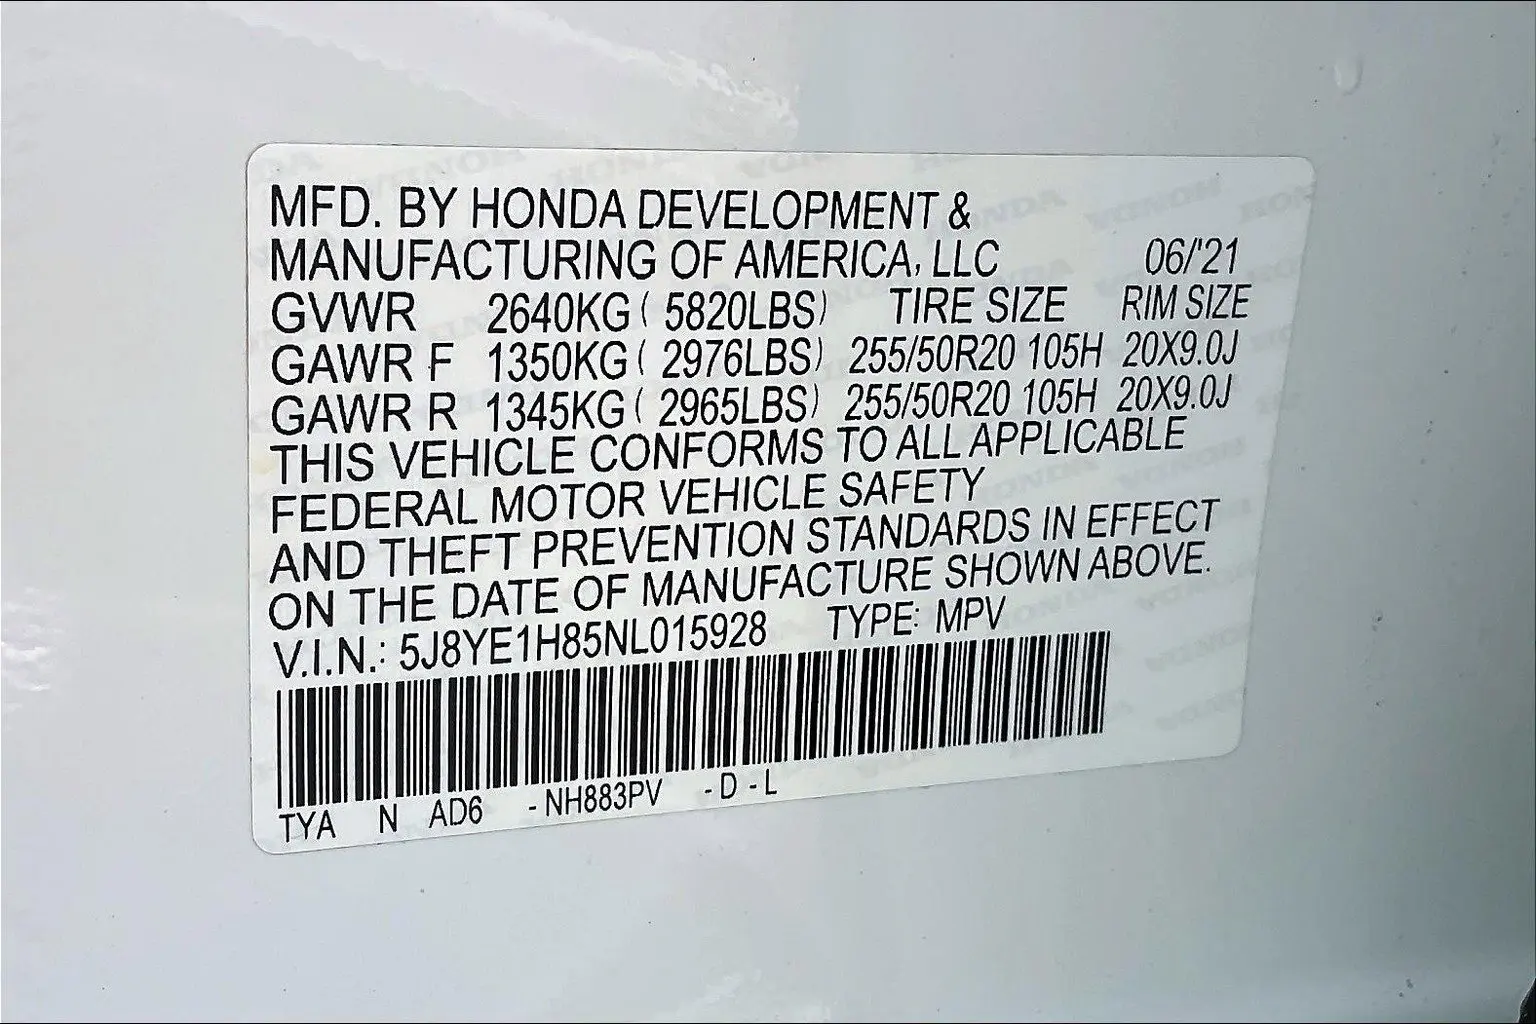 MFD. BY HONDA DEVELOPMENT &
MANUFACTURING OF AMERICA, LLC 06/'21
GVWR 2640KG ( 5820LBS) TIRE SIZE RIM SIZE
GAWR F 1350KG ( 2976LBS) 255/50R20 105H 20X9.0J
GAWR R 1345KG ( 2965LBS) 255/50R20 105H 20X9.0J
THIS VEHICLE CONFORMS TO ALL APPLICABLE
FEDERAL MOTOR VEHICLE SAFETY
AND THEFT PREVENTION STANDARDS IN EFFECT
ON THE DATE OF MANUFACTURE SHOWN ABOVE.
V.I.N.: 5J8YE1H85NL015928 TYPE: MPV
TYA N AD6 -NH883PV -D-L